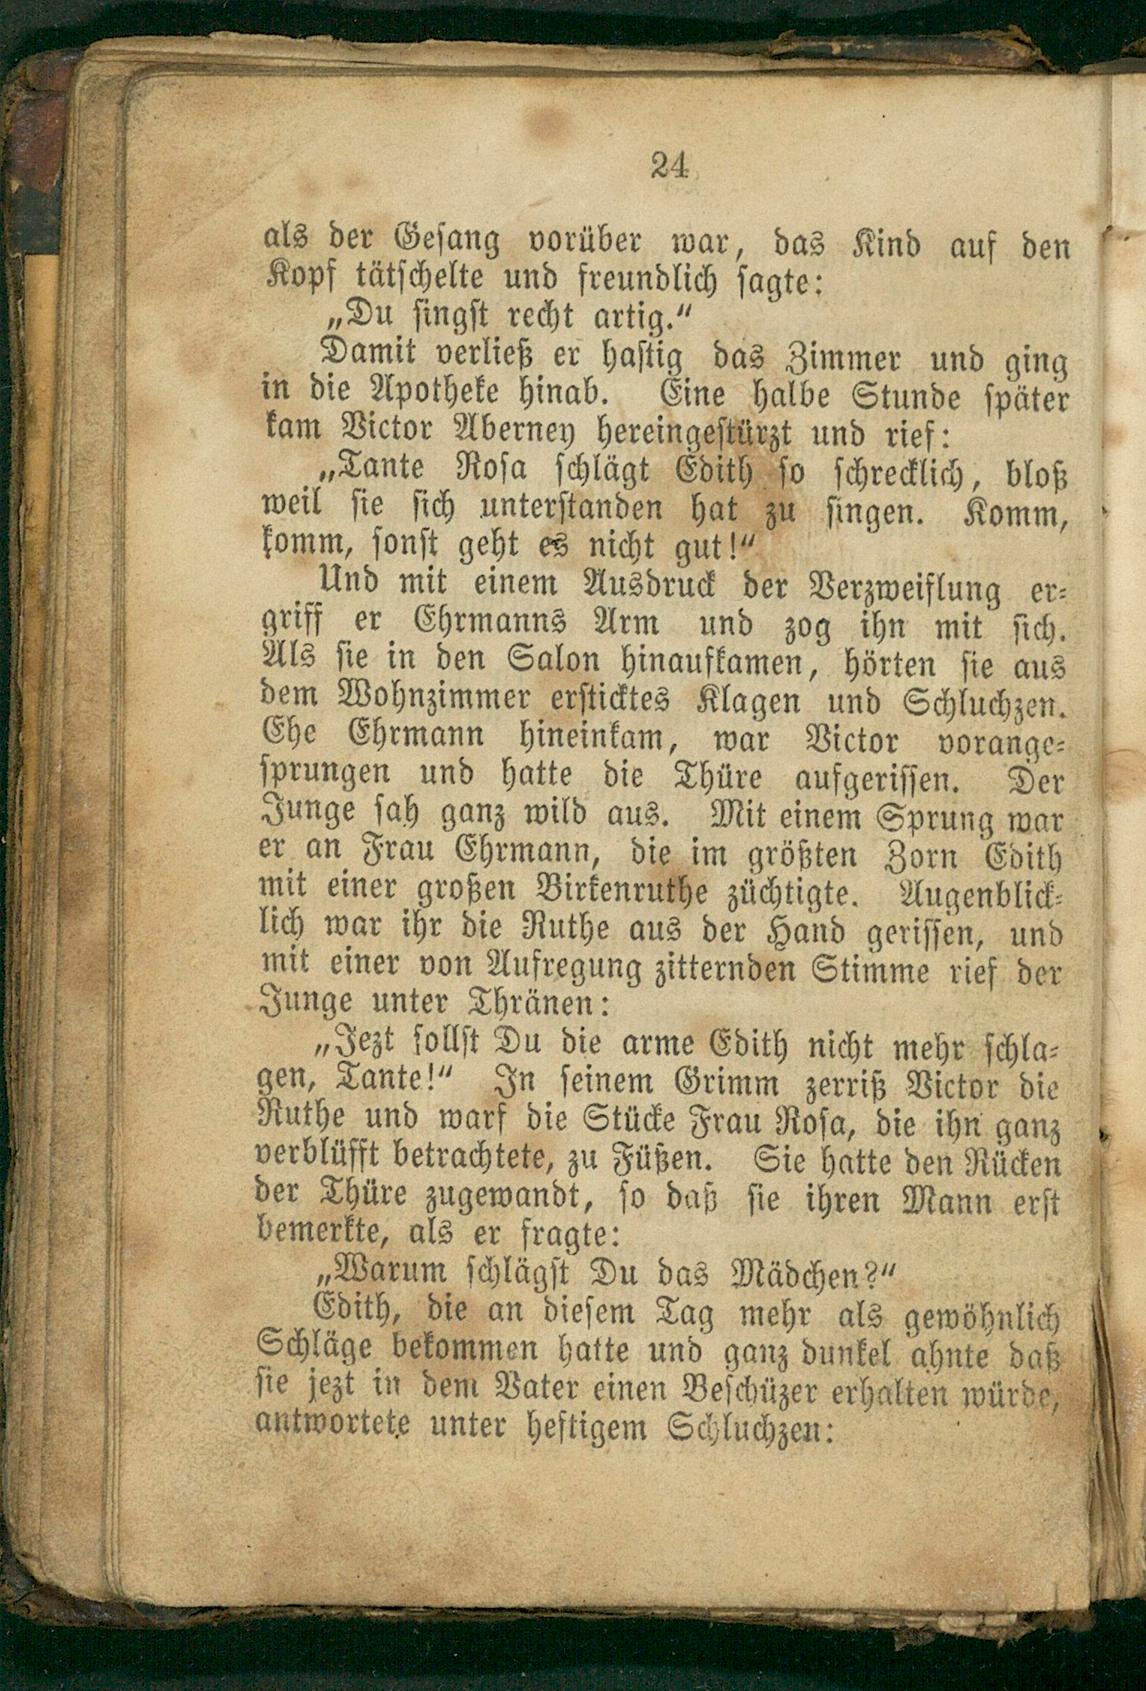 24
als der Gesang vorüber war, das Kind auf den
Kopf tätschelte und freundlich sagte:
„Du singst recht artig.“
Damit verließ er hastig das Zimmer und ging
in die Apotheke hinab. Eine halbe Stunde später
kam Victor Aberney hereingestürzt und rief:
„Tante Rosa schlägt Edith so schrecklich, bloß
weil sie sich unterstanden hat zu singen. Komm,
komm, sonst geht es nicht gut!“
Und mit einem Ausdruck der Verzweiflung er-
griff er Ehrmanns Arm und zog ihn mit sich.
Als sie in den Salon hinaufkamen, hörten sie aus
dem Wohnzimmer ersticktes Klagen und Schluchzen.
Ehe Ehrmann hineinkam, war Victor vorange-
sprungen und hatte die Thüre aufgerissen. Der
Junge sah ganz wild aus. Mit einem Sprung war
er an Frau Ehrmann, die im größten Zorn Edith
mit einer großen Birkenruthe züchtigte. Augenblick-
lich war ihr die Ruthe aus der Hand gerissen, und
mit einer von Aufregung zitternden Stimme rief der
Junge unter Thränen:
„Jezt sollst Du die arme Edith nicht mehr schla-
gen, Tante!“ In seinem Grimm zerriß Victor die
Ruthe und warf die Stücke Frau Rosa, die ihn ganz
verblüfft betrachtete, zu Füßen. Sie hatte den Rücken
der Thüre zugewandt, so daß sie ihren Mann erst
bemerkte, als er fragte:
„Warum schlägst Du das Mädchen?“
Edith, die an diesem Tag mehr als gewöhnlich
Schläge bekommen hatte und ganz dunkel ahnte daß
sie jezt in dem Vater einen Beschüzer erhalten würde,
antwortete unter heftigem Schluchzen: